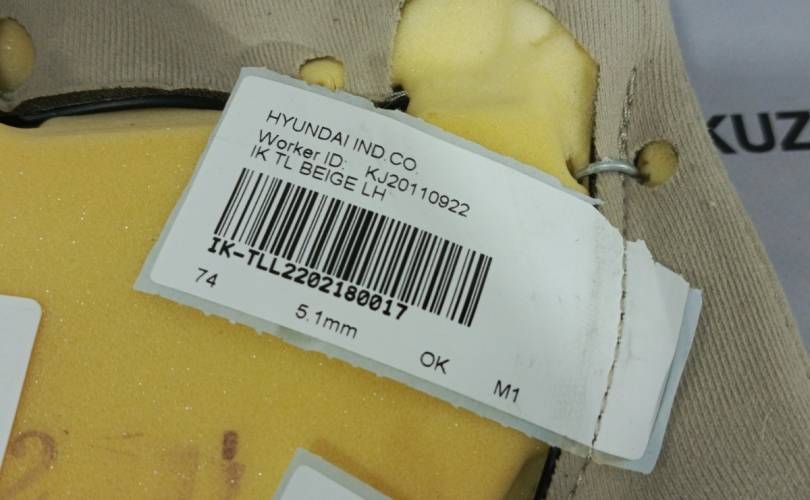 HYUNDAI IND.CO.
Worker ID: KJ20110922
IK TL BEIGE LH
IK-TLL2202180017
74
5.1mm
OK
M1
KUZ